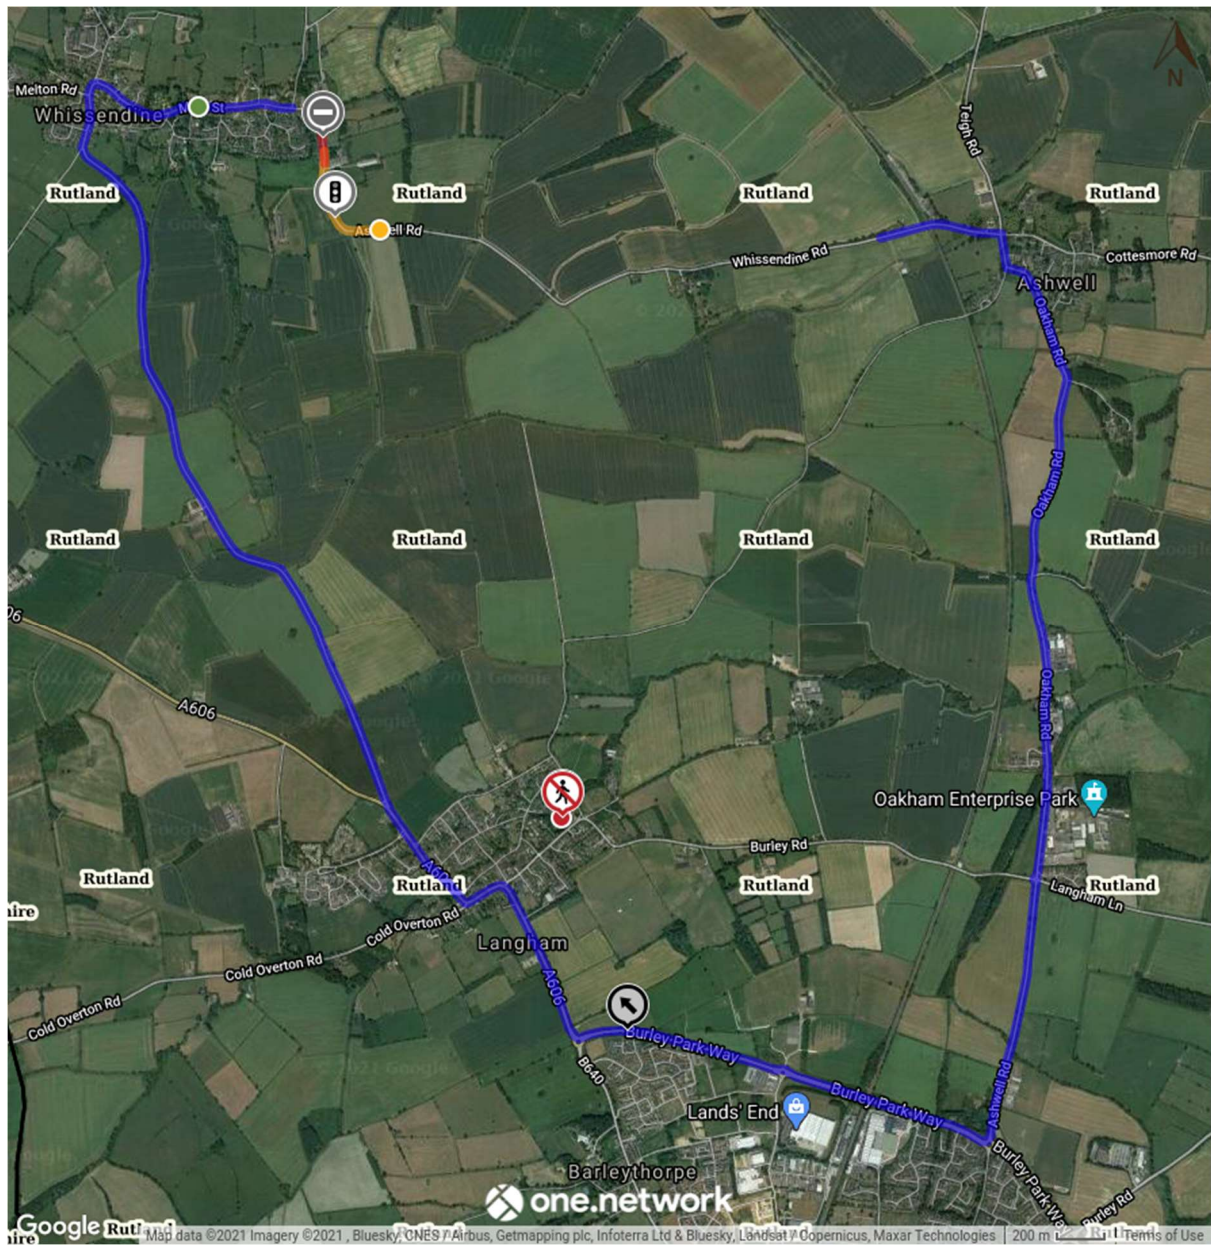 N
Melton Rd
Whissendine
Teigh Rd
Rutland
Rutland
Rutland
Rutland
Whissendine Rd
Cottesmore Rd
Ashwell
Oakham Rd
Oakham Rd
Rutland
Rutland
Rutland
Rutland
A606
Oakham Rd
Oakham Enterprise Park
Burley Rd
Rutland
Rutland
Rutland
Rutland
Langham Ln
Cold Overton Rd
Langham
Cold Overton Rd
A606
Cold Overton Rd
Burley Park Way
B640
Burley Park Way
Ashwell Rd
Lands' End
Burley Park Way
Barleythorpe
Burley Rd
one.network
Google
Map data ©2021 Imagery ©2021 , Bluesky, CNES / Airbus, Getmapping plc, Infoterra Ltd & Bluesky, Landsat / Copernicus, Maxar Technologies
200 m
Terms of Use